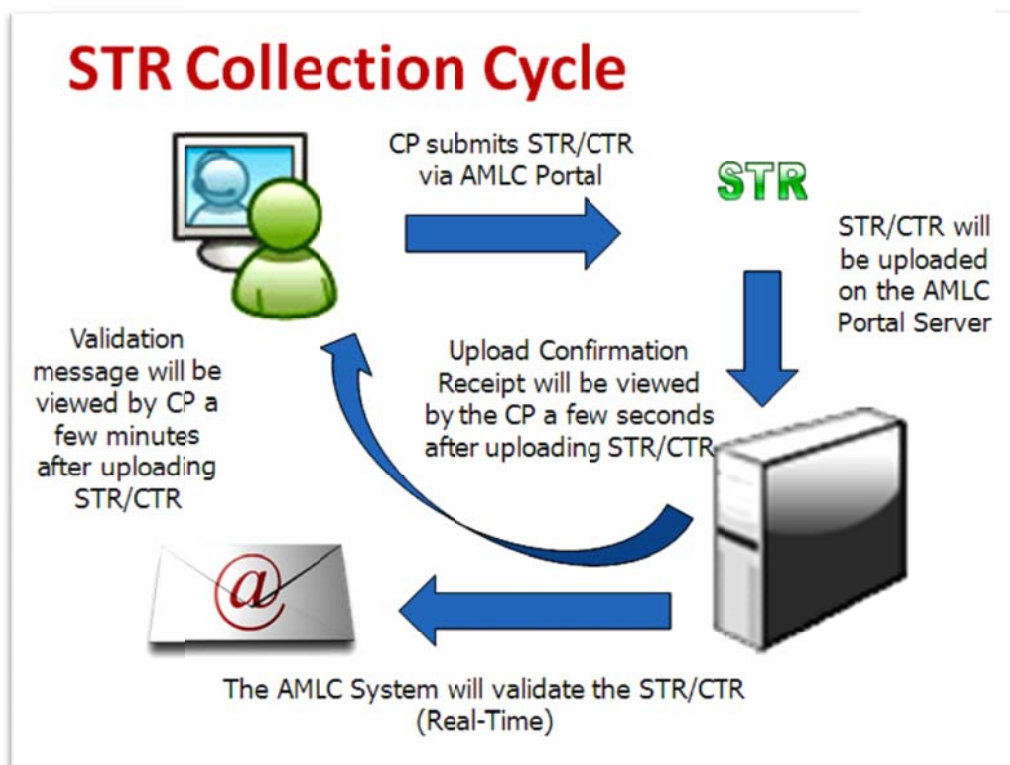 STR Collection Cycle
CP submits STR/CTR
via AMLC Portal
STR
STR/CTR will
be uploaded
on the AMLC
Portal Server
Validation
message will be
viewed by CP a
few minutes
after uploading
STR/CTR
Upload Confirmation
Receipt will be viewed
by the CP a few seconds
after uploading STR/CTR
@
The AMLC System will validate the STR/CTR
(Real-Time)